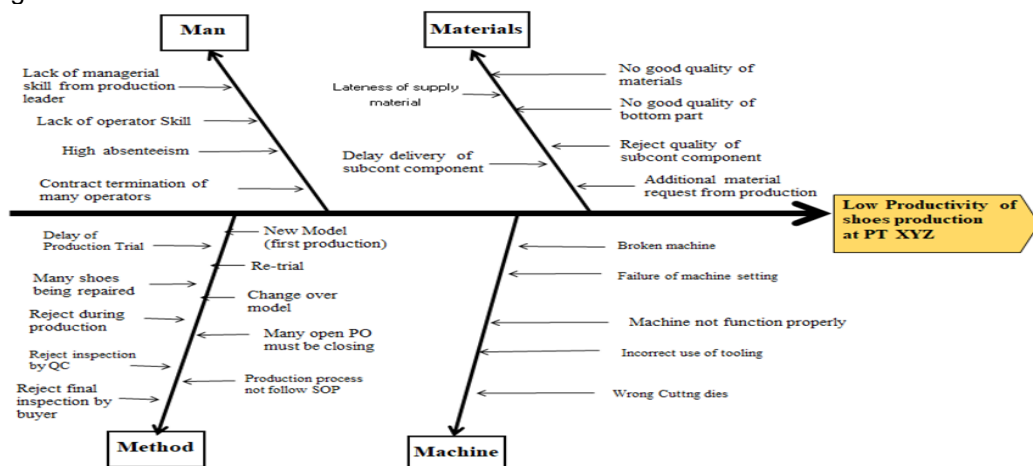 Man
Materials
Lack of managerial
skill from production
leader
Lack of operator Skill
High absenteeism
Contract termination of
many operators
Lateness of supply
material
Delay delivery of
subcont component
No good quality of
materials
No good quality of
bottom part
Reject quality of
subcont component
Additional material
request from production
Low Productivity of
shoes production
at PT XYZ
Delay of
Production Trial
Many shoes
being repaired
Reject during
production
Reject inspection
by QC
Reject final
inspection by
buyer
New Model
(first production)
Re-trial
Change over
model
Many open PO
must be closing
Production process
not follow SOP
Broken machine
Failure of machine setting
Machine not function properly
Incorrect use of tooling
Wrong Cuttng dies
Method
Machine